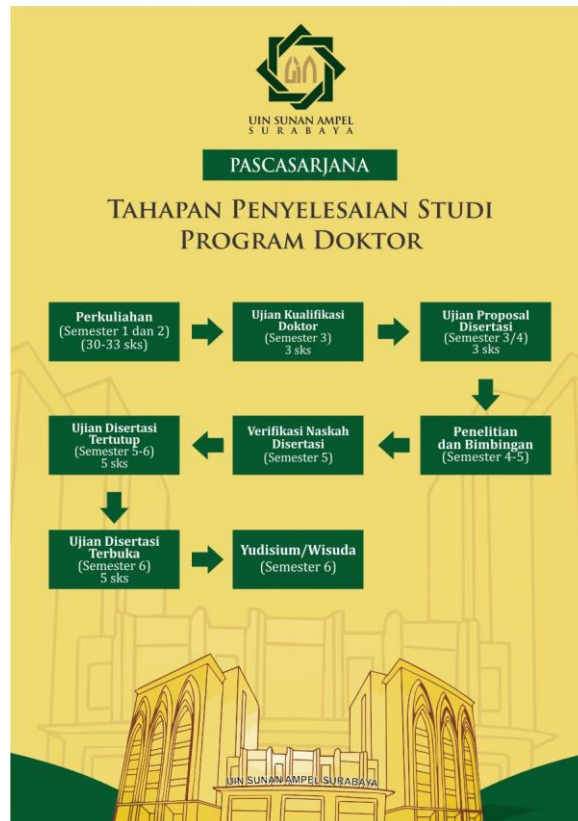 UIN SUNAN AMPEL
SURABAYA
PASCASARJANA
TAHAPAN PENYELESAIAN STUDI
PROGRAM DOKTOR
Perkuliahan
(Semester 1 dan 2)
(30-33 sks)
Ujian Kualifikasi
Doktor
(Semester 3)
3 sks
Ujian Proposal
Disertasi
(Semester 3/4)
3 sks
Penelitian
dan Bimbingan
(Semester 4-5)
Verifikasi Naskah
Disertasi
(Semester 5)
Ujian Disertasi
Tertutup
(Semester 5-6)
5 sks
Ujian Disertasi
Terbuka
(Semester 6)
5 sks
Yudisium/Wisuda
(Semester 6)
UIN SUNAN AMPEL SURABAYA